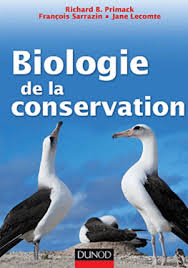 Richard B. Primack
François Sarrazin • Jane Lecomte
Biologie
de la
conservation
DUNOD